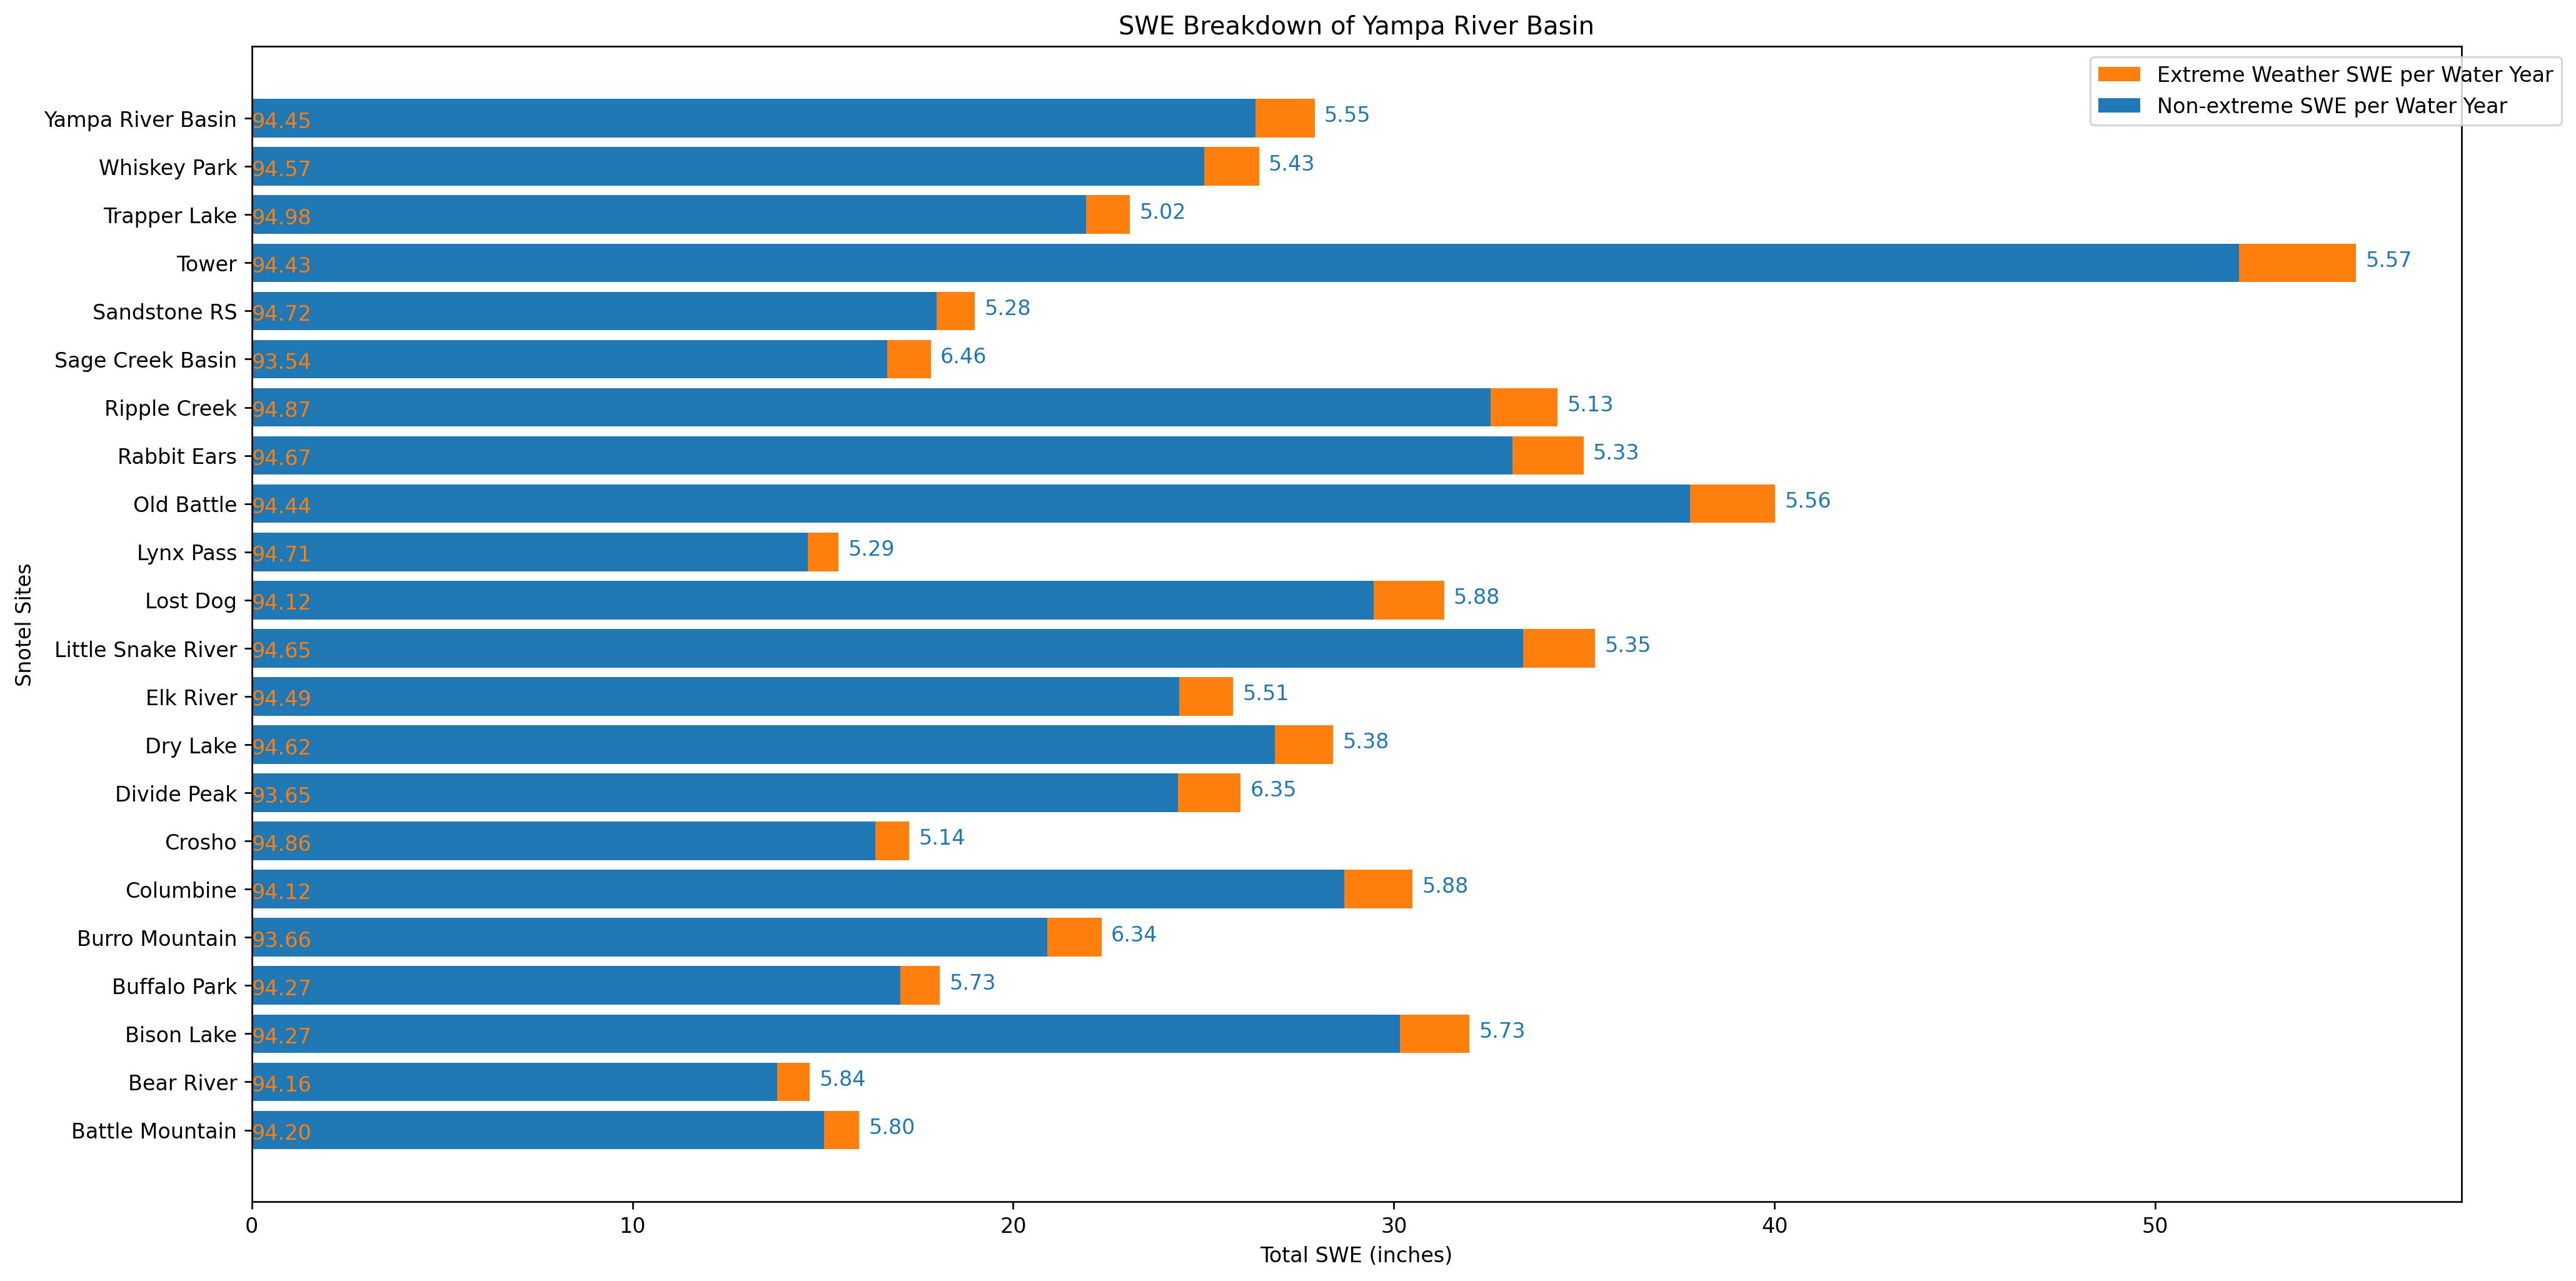 SWE Breakdown of Yampa River Basin
Extreme Weather SWE per Water Year
Non-extreme SWE per Water Year
Snotel Sites
Yampa River Basin 94.45 5.55
Whiskey Park 94.57 5.43
Trapper Lake 94.98 5.02
Tower 94.43 5.57
Sandstone RS 94.72 5.28
Sage Creek Basin 93.54 6.46
Ripple Creek 94.87 5.13
Rabbit Ears 94.67 5.33
Old Battle 94.44 5.56
Lynx Pass 94.71 5.29
Lost Dog 94.12 5.88
Little Snake River 94.65 5.35
Elk River 94.49 5.51
Dry Lake 94.62 5.38
Divide Peak 93.65 6.35
Crosho 94.86 5.14
Columbine 94.12 5.88
Burro Mountain 93.66 6.34
Buffalo Park 94.27 5.73
Bison Lake 94.27 5.73
Bear River 94.16 5.84
Battle Mountain 94.20 5.80
0 10 20 30 40 50
Total SWE (inches)